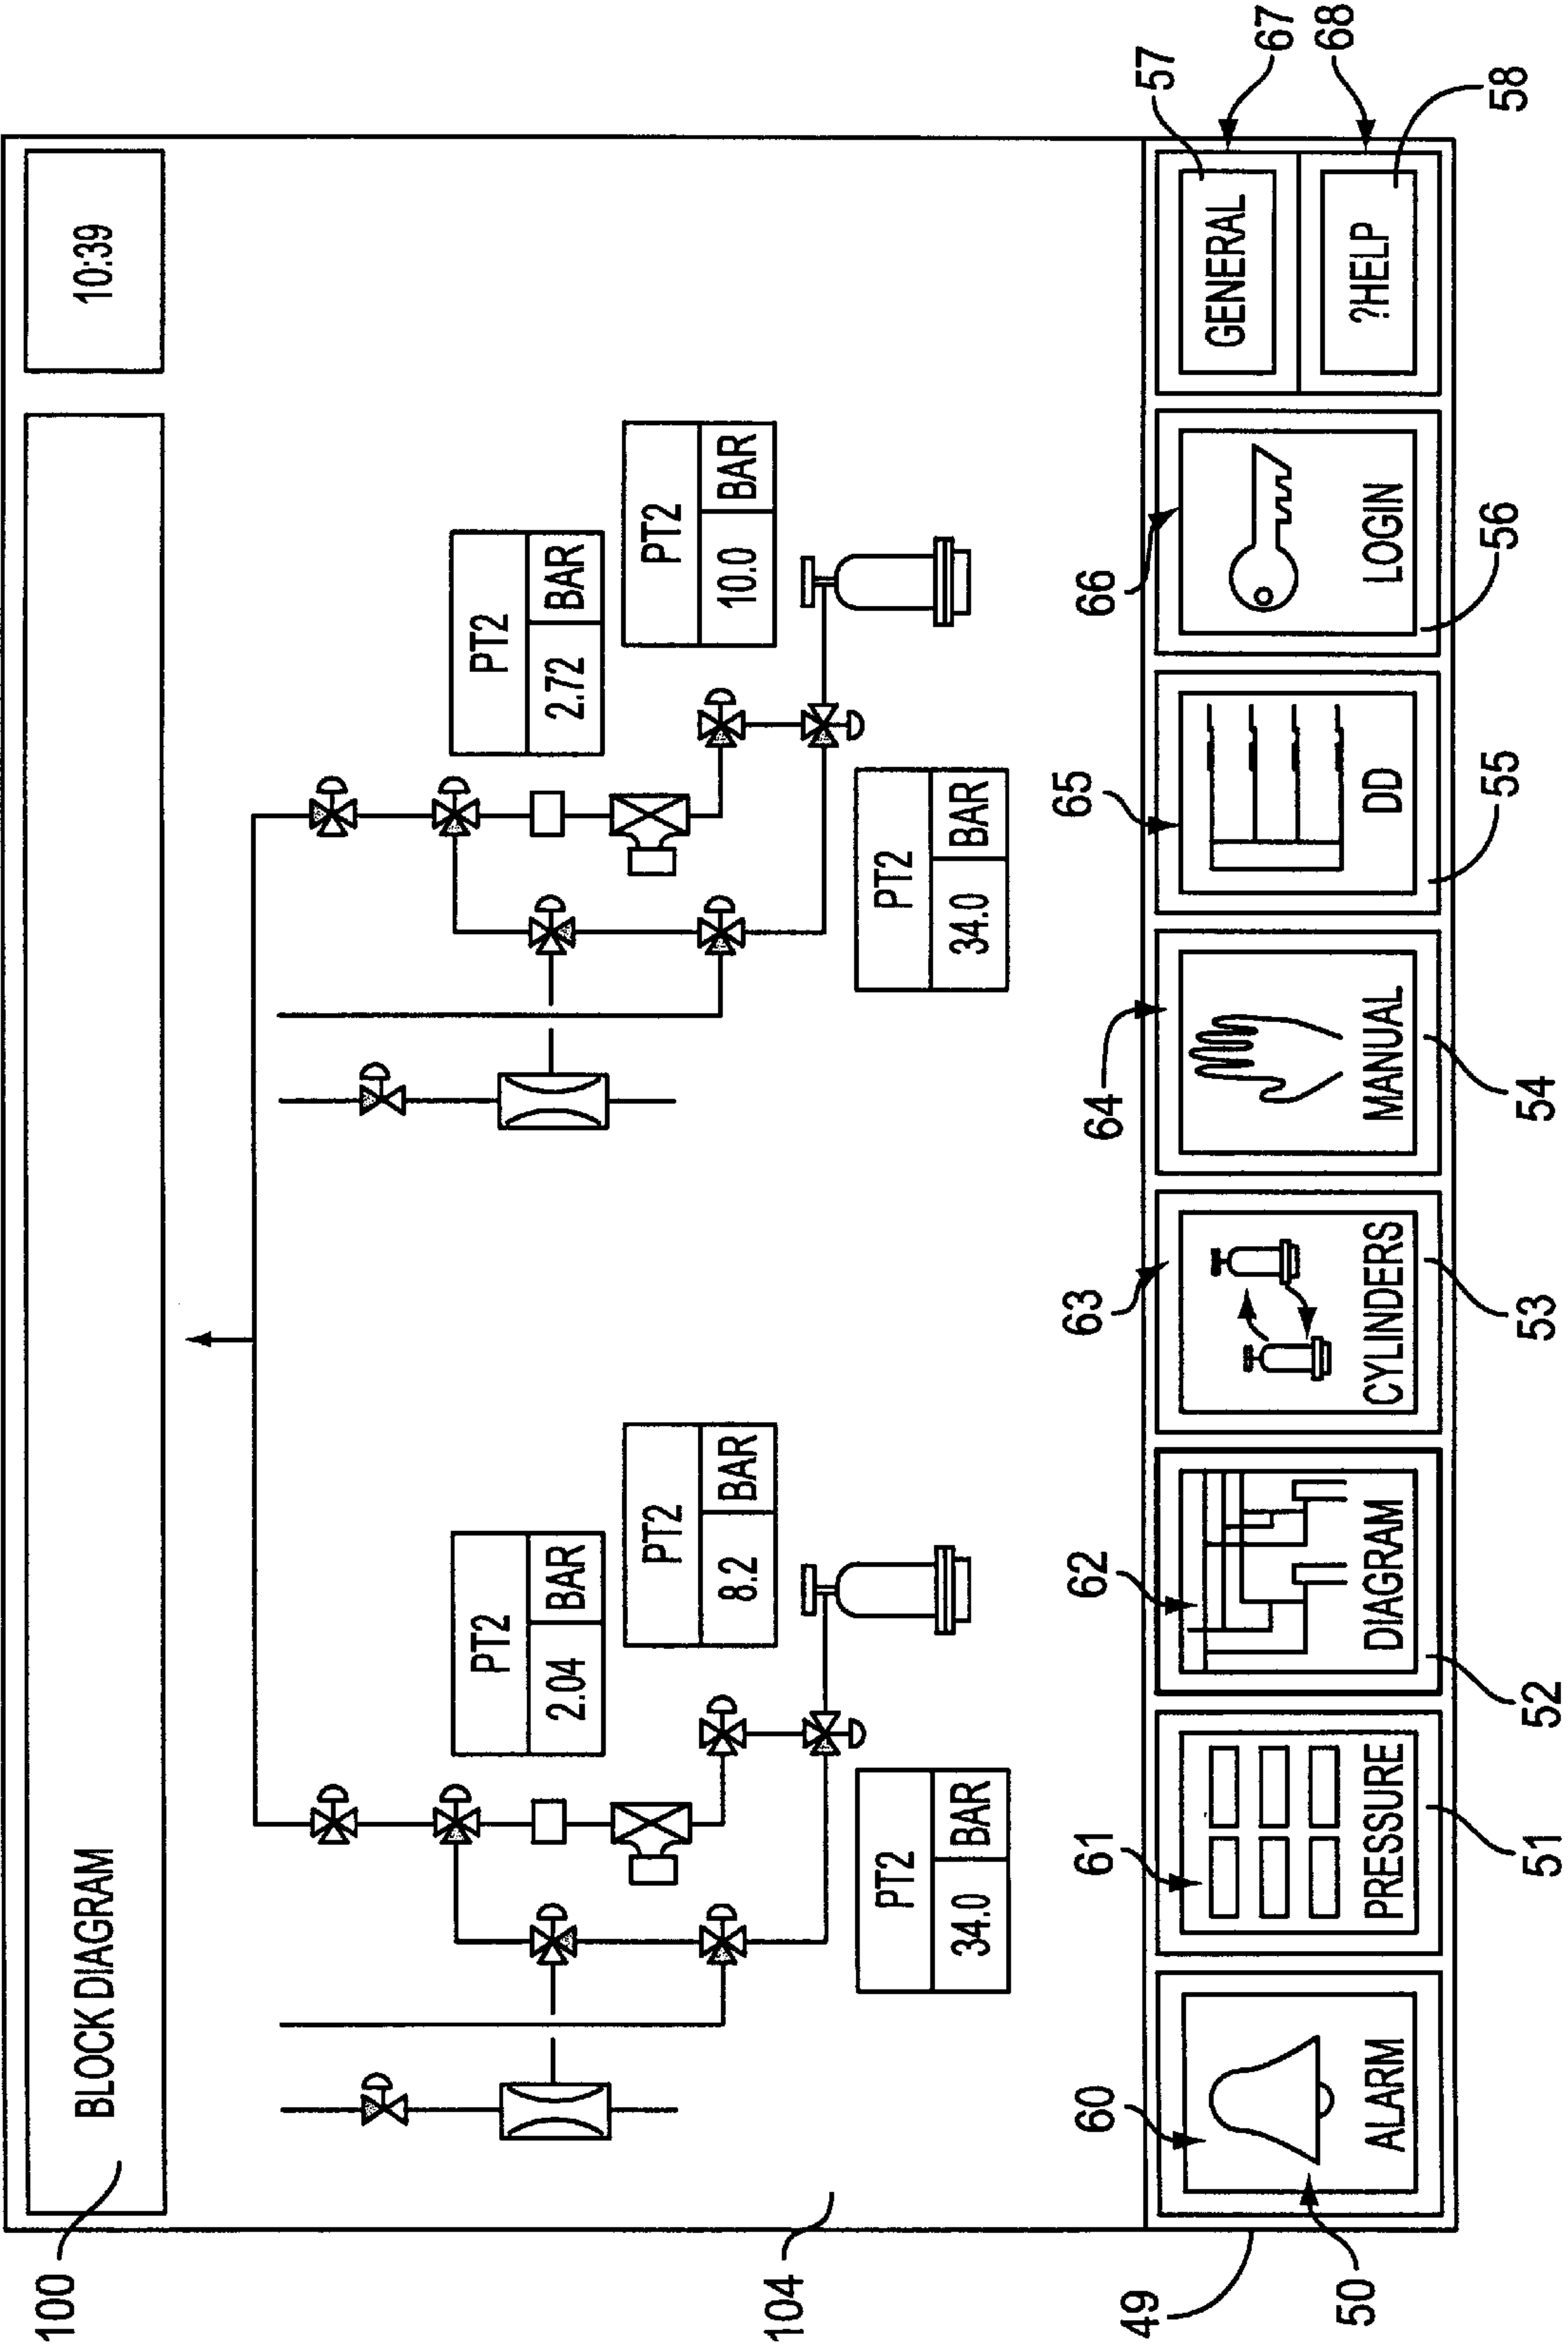 100
BLOCK DIAGRAM
10:39
PT2
2.04 BAR
PT2
8.2 BAR
PT2
34.0 BAR
PT2
2.72 BAR
PT2
10.0 BAR
PT2
34.0 BAR
104
49
60
61
62
63
64
65
66
57
67
68
58
ALARM
PRESSURE
DIAGRAM
CYLINDERS
MANUAL
DD
LOGIN
GENERAL
?HELP
50
51
52
53
54
55
56